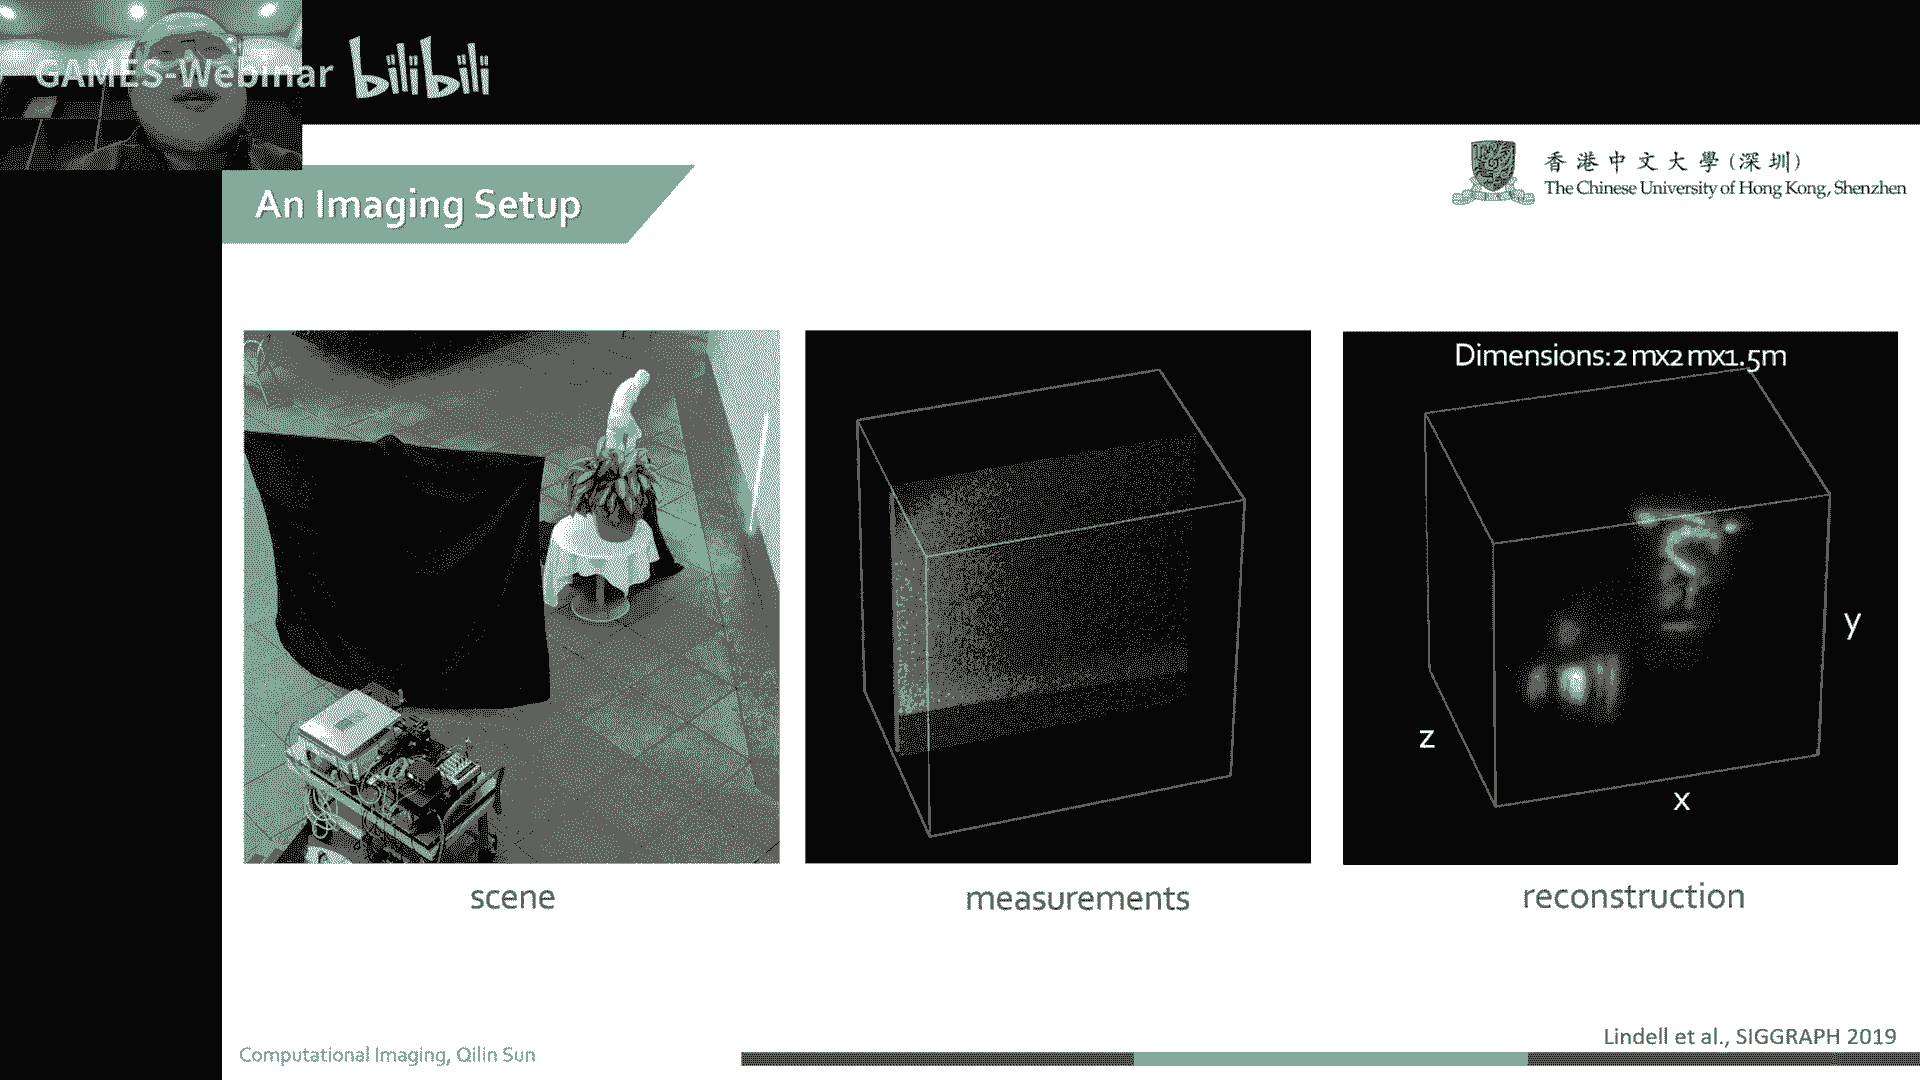 GAMES-Webinar bilibili
An Imaging Setup
香港中文大學(深圳)
The Chinese University of Hong Kong, Shenzhen
Dimensions: 2 mx2 mx1.5m
y
z
x
scene
measurements
reconstruction
Lindell et al., SIGGRAPH 2019
Computational Imaging, Qilin Sun